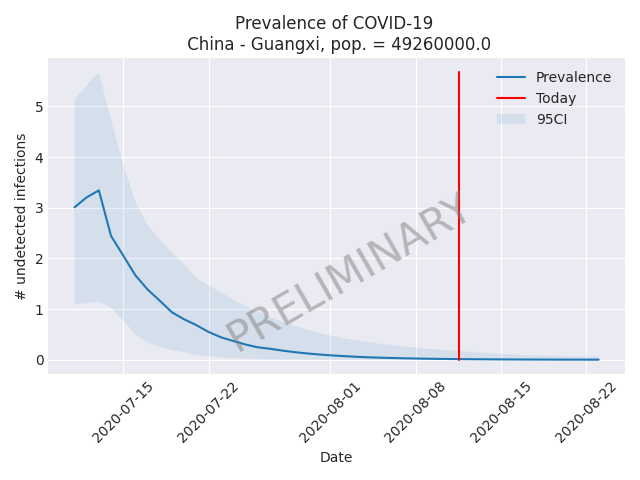 Prevalence of COVID-19
China - Guangxi, pop. = 49260000.0
Prevalence
Today
95CI
# undetected infections
5
4
3
2
1
0
PRELIMINARY
2020-07-15
2020-07-22
2020-08-01
2020-08-08
2020-08-15
2020-08-22
Date